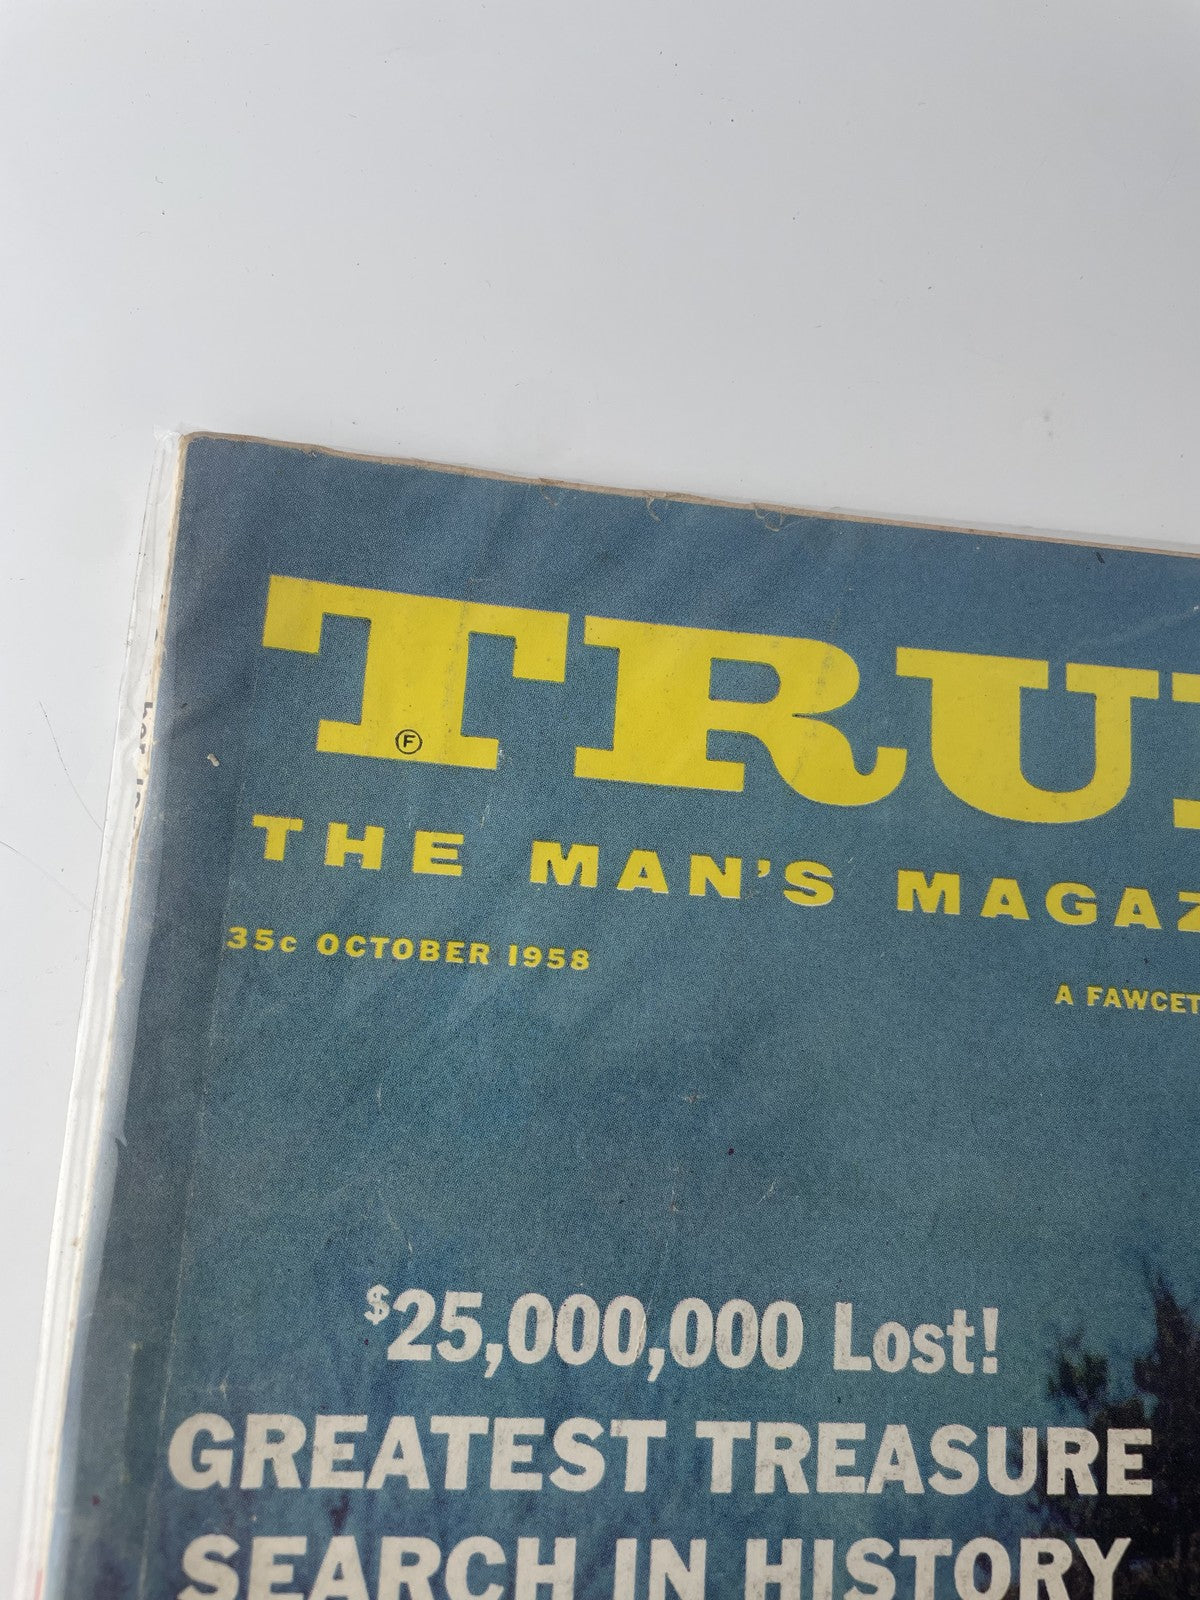 TRU
Ⓕ
THE MAN'S MAGAZ
35c OCTOBER 1958
A FAWCET
$25,000,000 Lost!
GREATEST TREASURE
SEARCH IN HISTORY